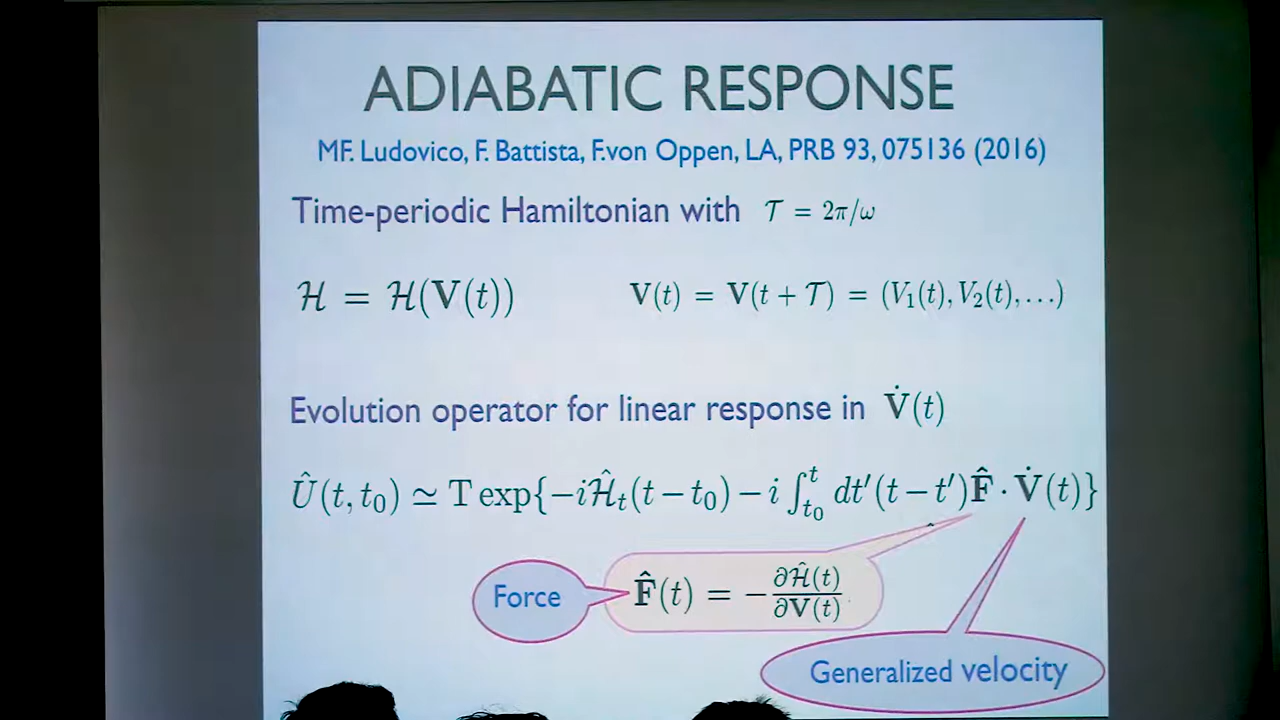 ADIABATIC RESPONSE
MF. Ludovico, F. Battista, F.von Oppen, LA, PRB 93, 075136 (2016)
Time-periodic Hamiltonian with 𝒯 = 2π/ω
ℋ = ℋ(V(t)) V(t) = V(t + 𝒯) = (V₁(t), V₂(t), …)
Evolution operator for linear response in V̇(t)
Û(t, t₀) ≃ T exp{−iℋ̂ₜ(t−t₀) − i ∫ₜ₀ᵗ dt′(t−t′)F̂ · V̇(t)}
Force
F̂(t) = −∂ℋ̂(t)/∂V(t)
Generalized velocity